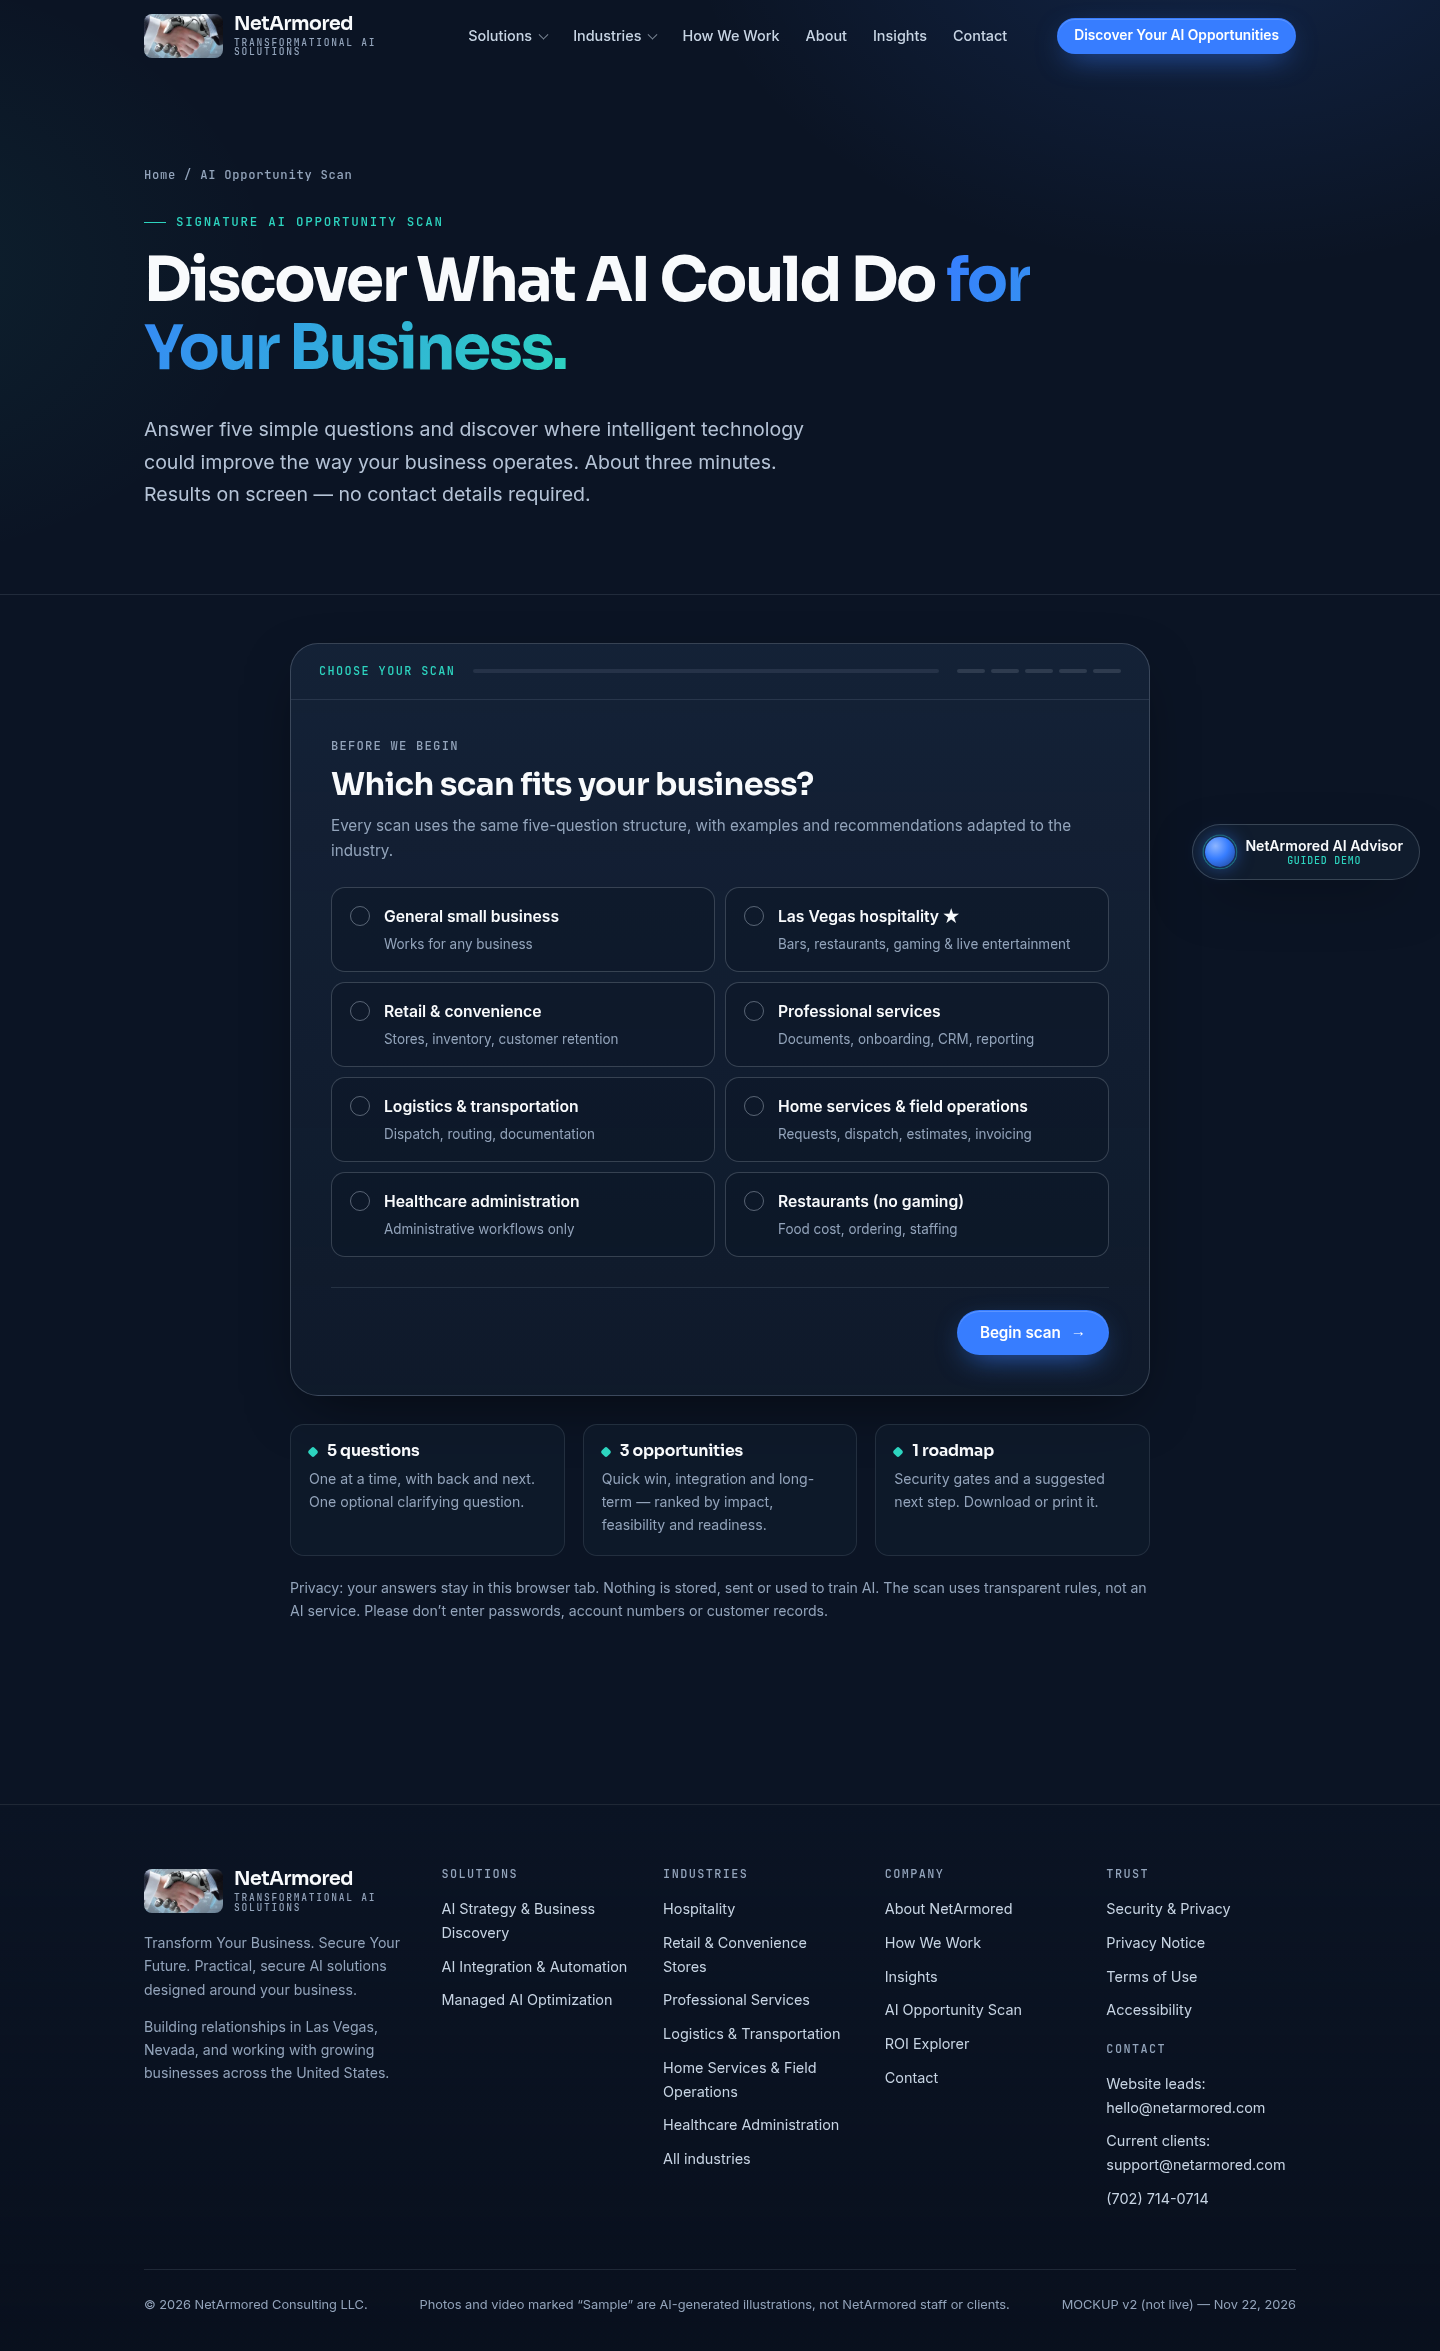 NetArmored
TRANSFORMATIONAL AI
SOLUTIONS
Solutions
Industries
How We Work
About
Insights
Contact
Discover Your AI Opportunities
Home / AI Opportunity Scan
SIGNATURE AI OPPORTUNITY SCAN
Discover What AI Could Do for
Your Business.
Answer five simple questions and discover where intelligent technology
could improve the way your business operates. About three minutes.
Results on screen — no contact details required.
CHOOSE YOUR SCAN
BEFORE WE BEGIN
Which scan fits your business?
Every scan uses the same five-question structure, with examples and recommendations adapted to the
industry.
General small business
Works for any business
Las Vegas hospitality ★
Bars, restaurants, gaming & live entertainment
Retail & convenience
Stores, inventory, customer retention
Professional services
Documents, onboarding, CRM, reporting
Logistics & transportation
Dispatch, routing, documentation
Home services & field operations
Requests, dispatch, estimates, invoicing
Healthcare administration
Administrative workflows only
Restaurants (no gaming)
Food cost, ordering, staffing
Begin scan →
NetArmored AI Advisor
GUIDED DEMO
5 questions
One at a time, with back and next.
One optional clarifying question.
3 opportunities
Quick win, integration and long-
term — ranked by impact,
feasibility and readiness.
1 roadmap
Security gates and a suggested
next step. Download or print it.
Privacy: your answers stay in this browser tab. Nothing is stored, sent or used to train AI. The scan uses transparent rules, not an
AI service. Please don’t enter passwords, account numbers or customer records.
NetArmored
TRANSFORMATIONAL AI
SOLUTIONS
Transform Your Business. Secure Your
Future. Practical, secure AI solutions
designed around your business.
Building relationships in Las Vegas,
Nevada, and working with growing
businesses across the United States.
SOLUTIONS
AI Strategy & Business
Discovery
AI Integration & Automation
Managed AI Optimization
INDUSTRIES
Hospitality
Retail & Convenience
Stores
Professional Services
Logistics & Transportation
Home Services & Field
Operations
Healthcare Administration
All industries
COMPANY
About NetArmored
How We Work
Insights
AI Opportunity Scan
ROI Explorer
Contact
TRUST
Security & Privacy
Privacy Notice
Terms of Use
Accessibility
CONTACT
Website leads:
hello@netarmored.com
Current clients:
support@netarmored.com
(702) 714-0714
© 2026 NetArmored Consulting LLC.
Photos and video marked “Sample” are AI-generated illustrations, not NetArmored staff or clients.
MOCKUP v2 (not live) — Nov 22, 2026